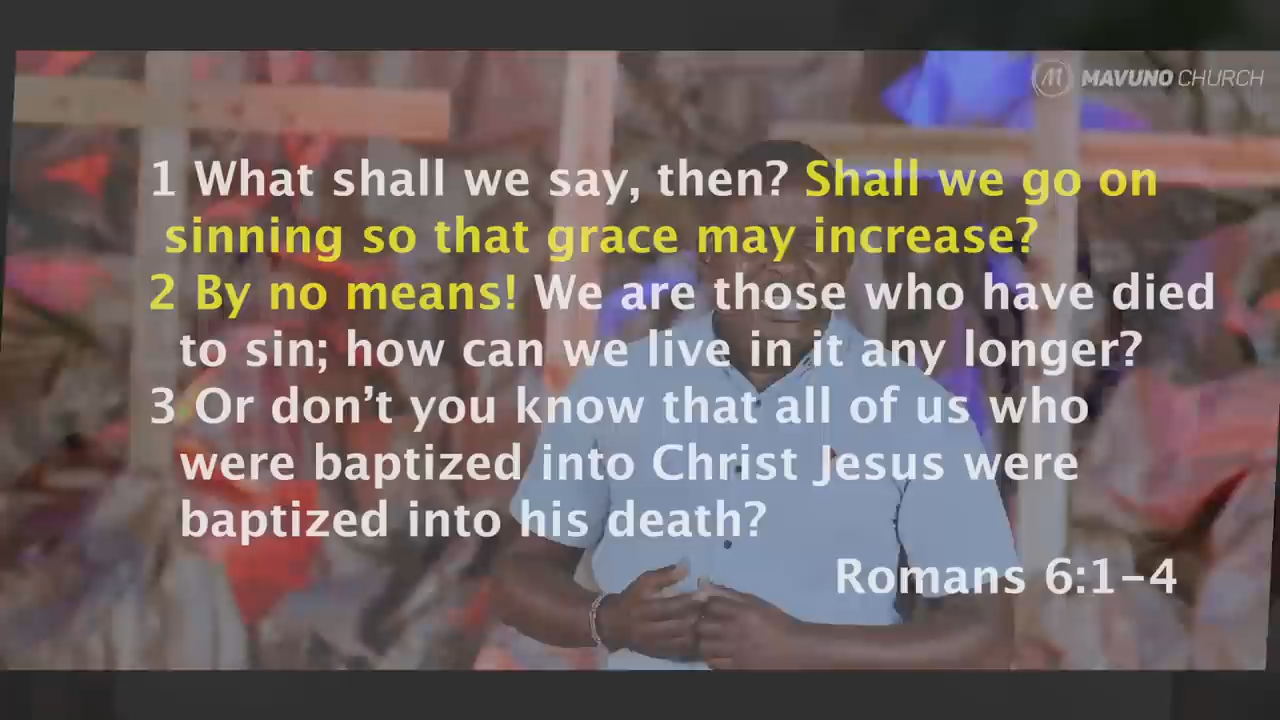 MAVUNO CHURCH
1 What shall we say, then? Shall we go on
sinning so that grace may increase?
2 By no means! We are those who have died
to sin; how can we live in it any longer?
3 Or don’t you know that all of us who
were baptized into Christ Jesus were
baptized into his death?
Romans 6:1–4